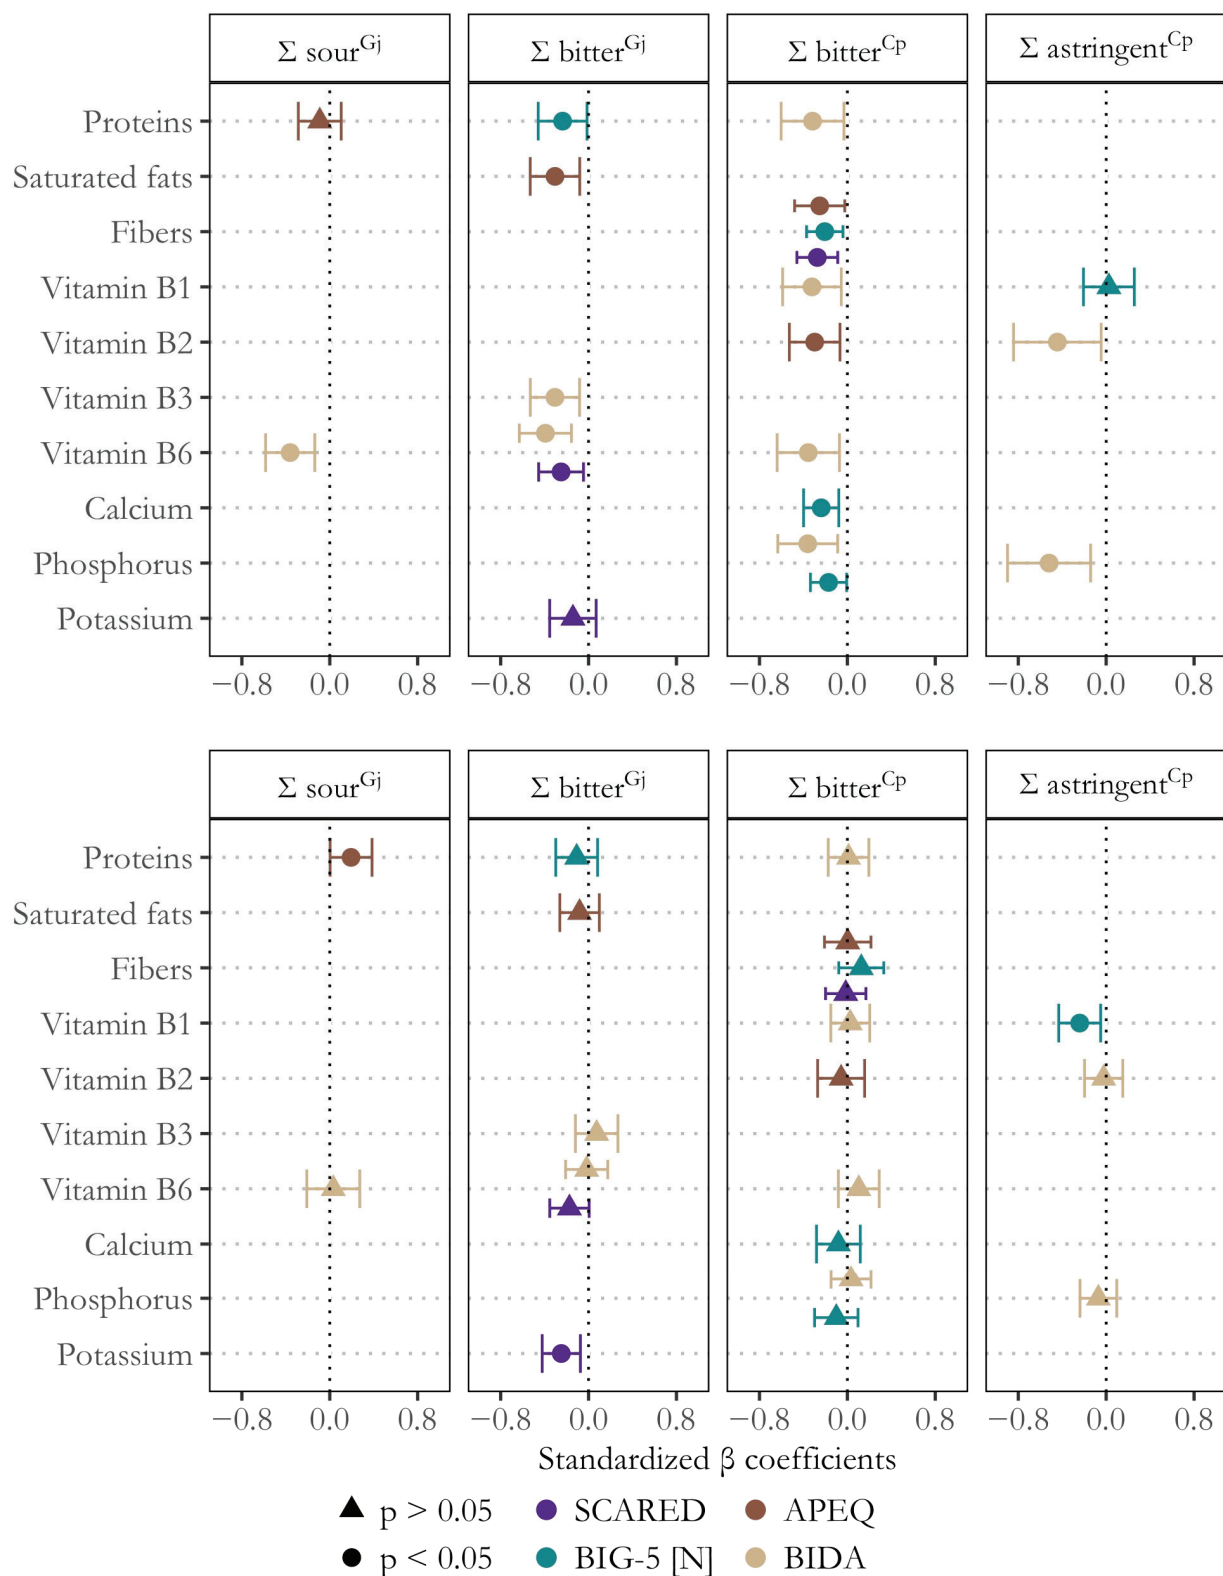 Σ sour^Gj Σ bitter^Gj Σ bitter^Cp Σ astringent^Cp
Proteins
Saturated fats
Fibers
Vitamin B1
Vitamin B2
Vitamin B3
Vitamin B6
Calcium
Phosphorus
Potassium
−0.8 0.0 0.8 −0.8 0.0 0.8 −0.8 0.0 0.8 −0.8 0.0 0.8
Σ sour^Gj Σ bitter^Gj Σ bitter^Cp Σ astringent^Cp
Proteins
Saturated fats
Fibers
Vitamin B1
Vitamin B2
Vitamin B3
Vitamin B6
Calcium
Phosphorus
Potassium
−0.8 0.0 0.8 −0.8 0.0 0.8 −0.8 0.0 0.8 −0.8 0.0 0.8
Standardized β coefficients
p > 0.05 SCARED APEQ
p < 0.05 BIG-5 [N] BIDA